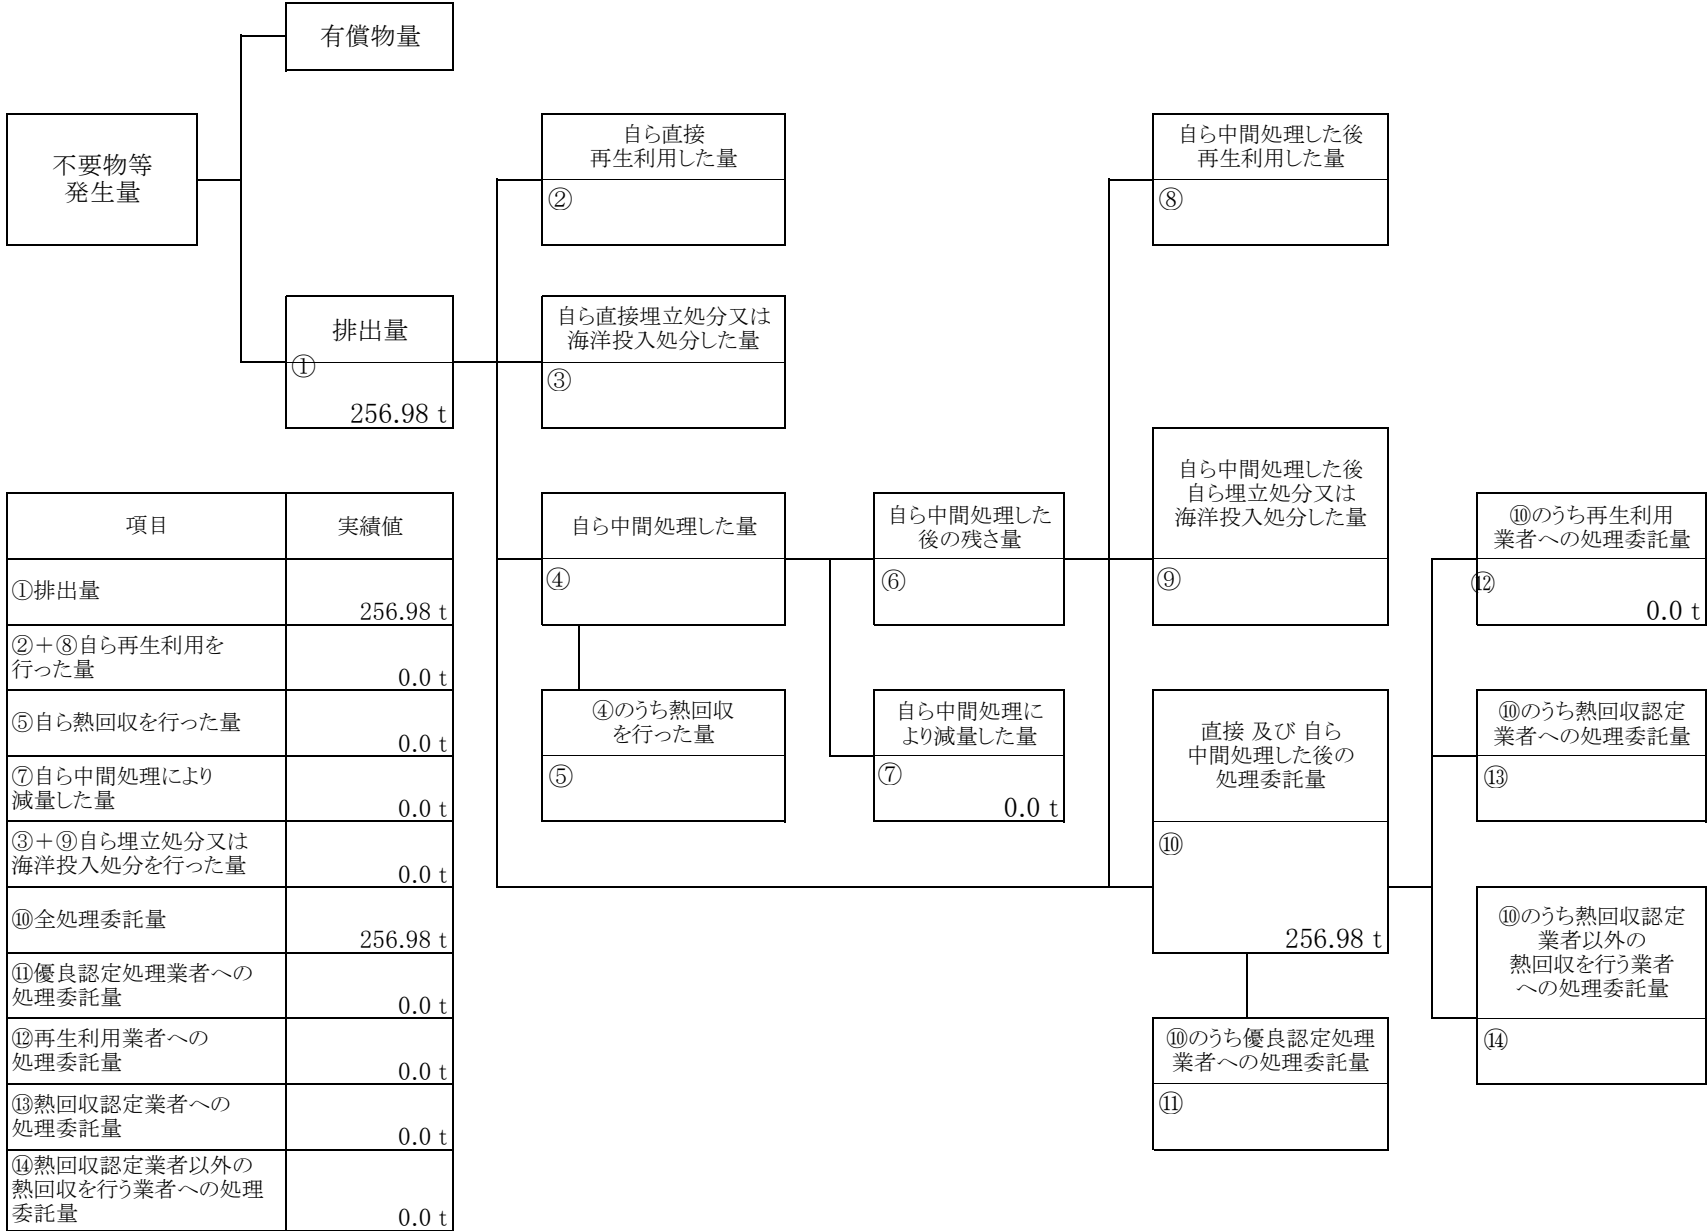 有償物量
不要物等
発生量
自ら直接
再生利用した量
②
自ら中間処理した後
再生利用した量
⑧
排出量
①
256.98 t
自ら直接埋立処分又は
海洋投入処分した量
③
自ら中間処理した量
④
自ら中間処理した
後の残さ量
⑥
自ら中間処理した後
自ら埋立処分又は
海洋投入処分した量
⑨
⑩のうち再生利用
業者への処理委託量
⑫
0.0 t
④のうち熱回収
を行った量
⑤
自ら中間処理に
より減量した量
⑦
0.0 t
直接 及び 自ら
中間処理した後の
処理委託量
⑩
256.98 t
⑩のうち熱回収認定
業者への処理委託量
⑬
⑩のうち熱回収認定
業者以外の
熱回収を行う業者
への処理委託量
⑭
⑩のうち優良認定処理
業者への処理委託量
⑪
項目 実績値
①排出量
256.98 t
②+⑧自ら再生利用を
行った量
0.0 t
⑤自ら熱回収を行った量
0.0 t
⑦自ら中間処理により
減量した量
0.0 t
③+⑨自ら埋立処分又は
海洋投入処分を行った量
0.0 t
⑩全処理委託量
256.98 t
⑪優良認定処理業者への
処理委託量
0.0 t
⑫再生利用業者への
処理委託量
0.0 t
⑬熱回収認定業者への
処理委託量
0.0 t
⑭熱回収認定業者以外の
熱回収を行う業者への処理
委託量
0.0 t